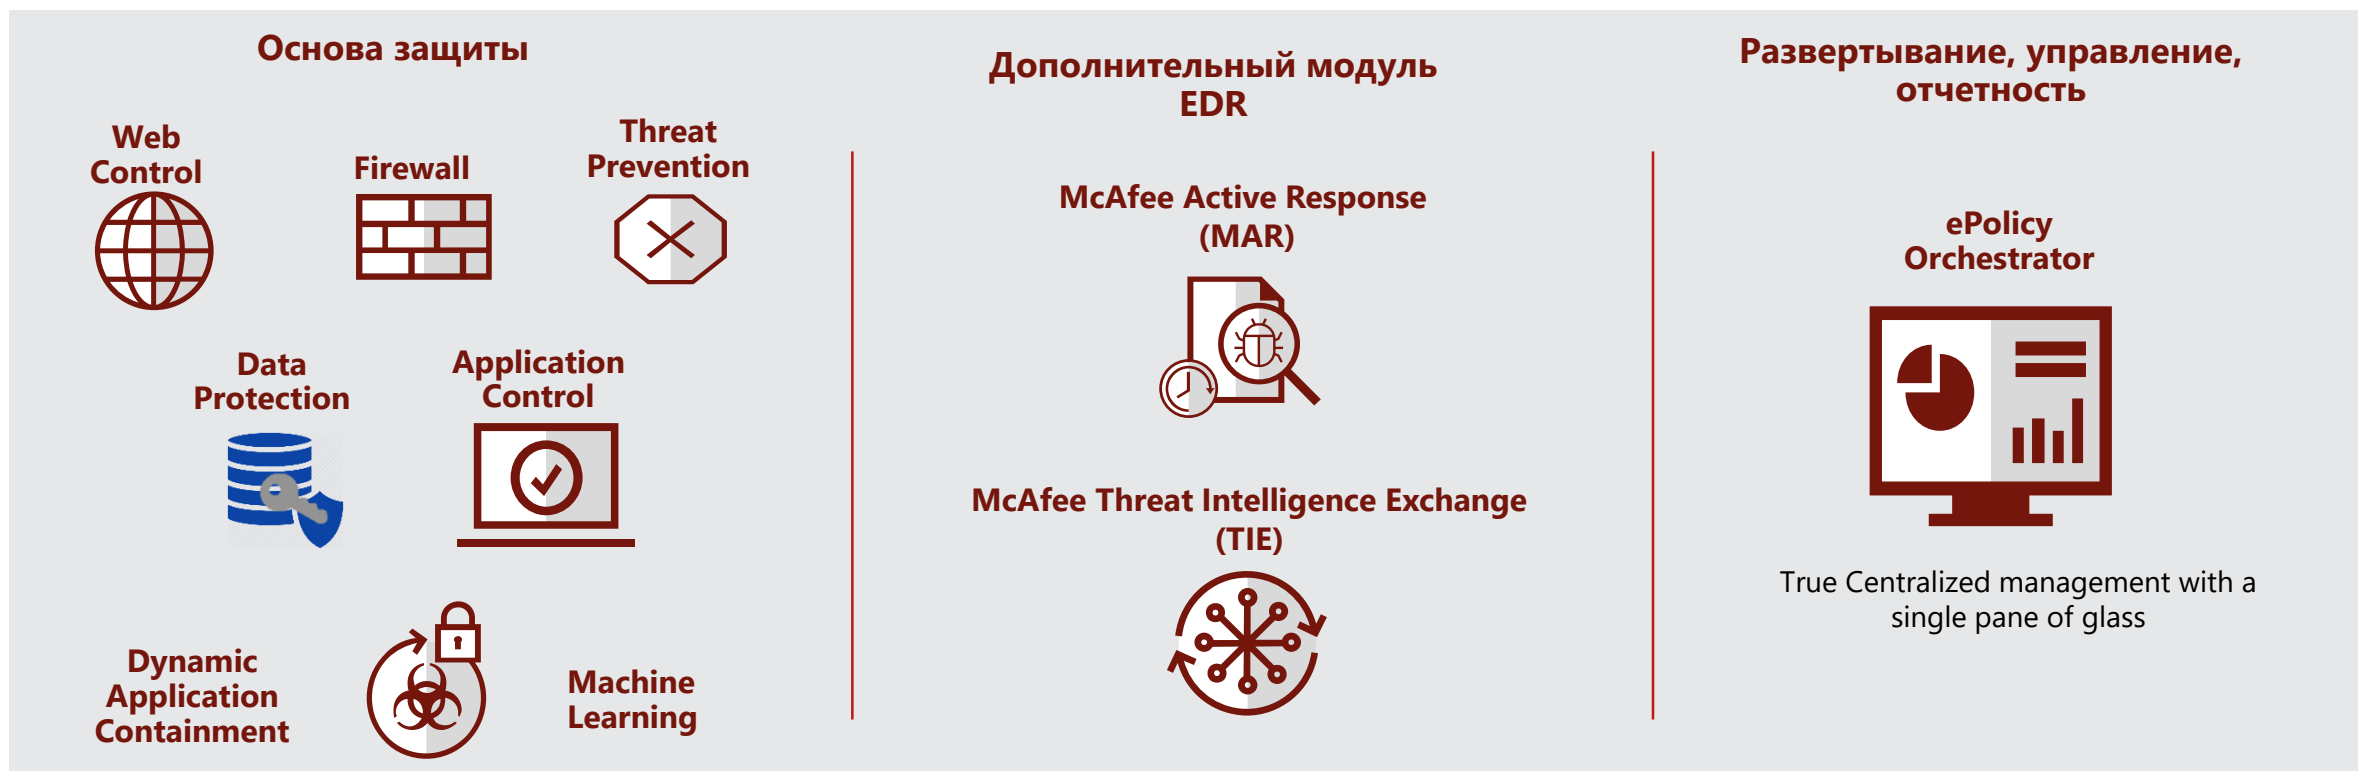 Основа защиты
Web
Control
Firewall
Threat
Prevention
Data
Protection
Application
Control
Dynamic
Application
Containment
Machine
Learning
Дополнительный модуль
EDR
McAfee Active Response
(MAR)
McAfee Threat Intelligence Exchange
(TIE)
Развертывание, управление,
отчетность
ePolicy
Orchestrator
True Centralized management with a
single pane of glass